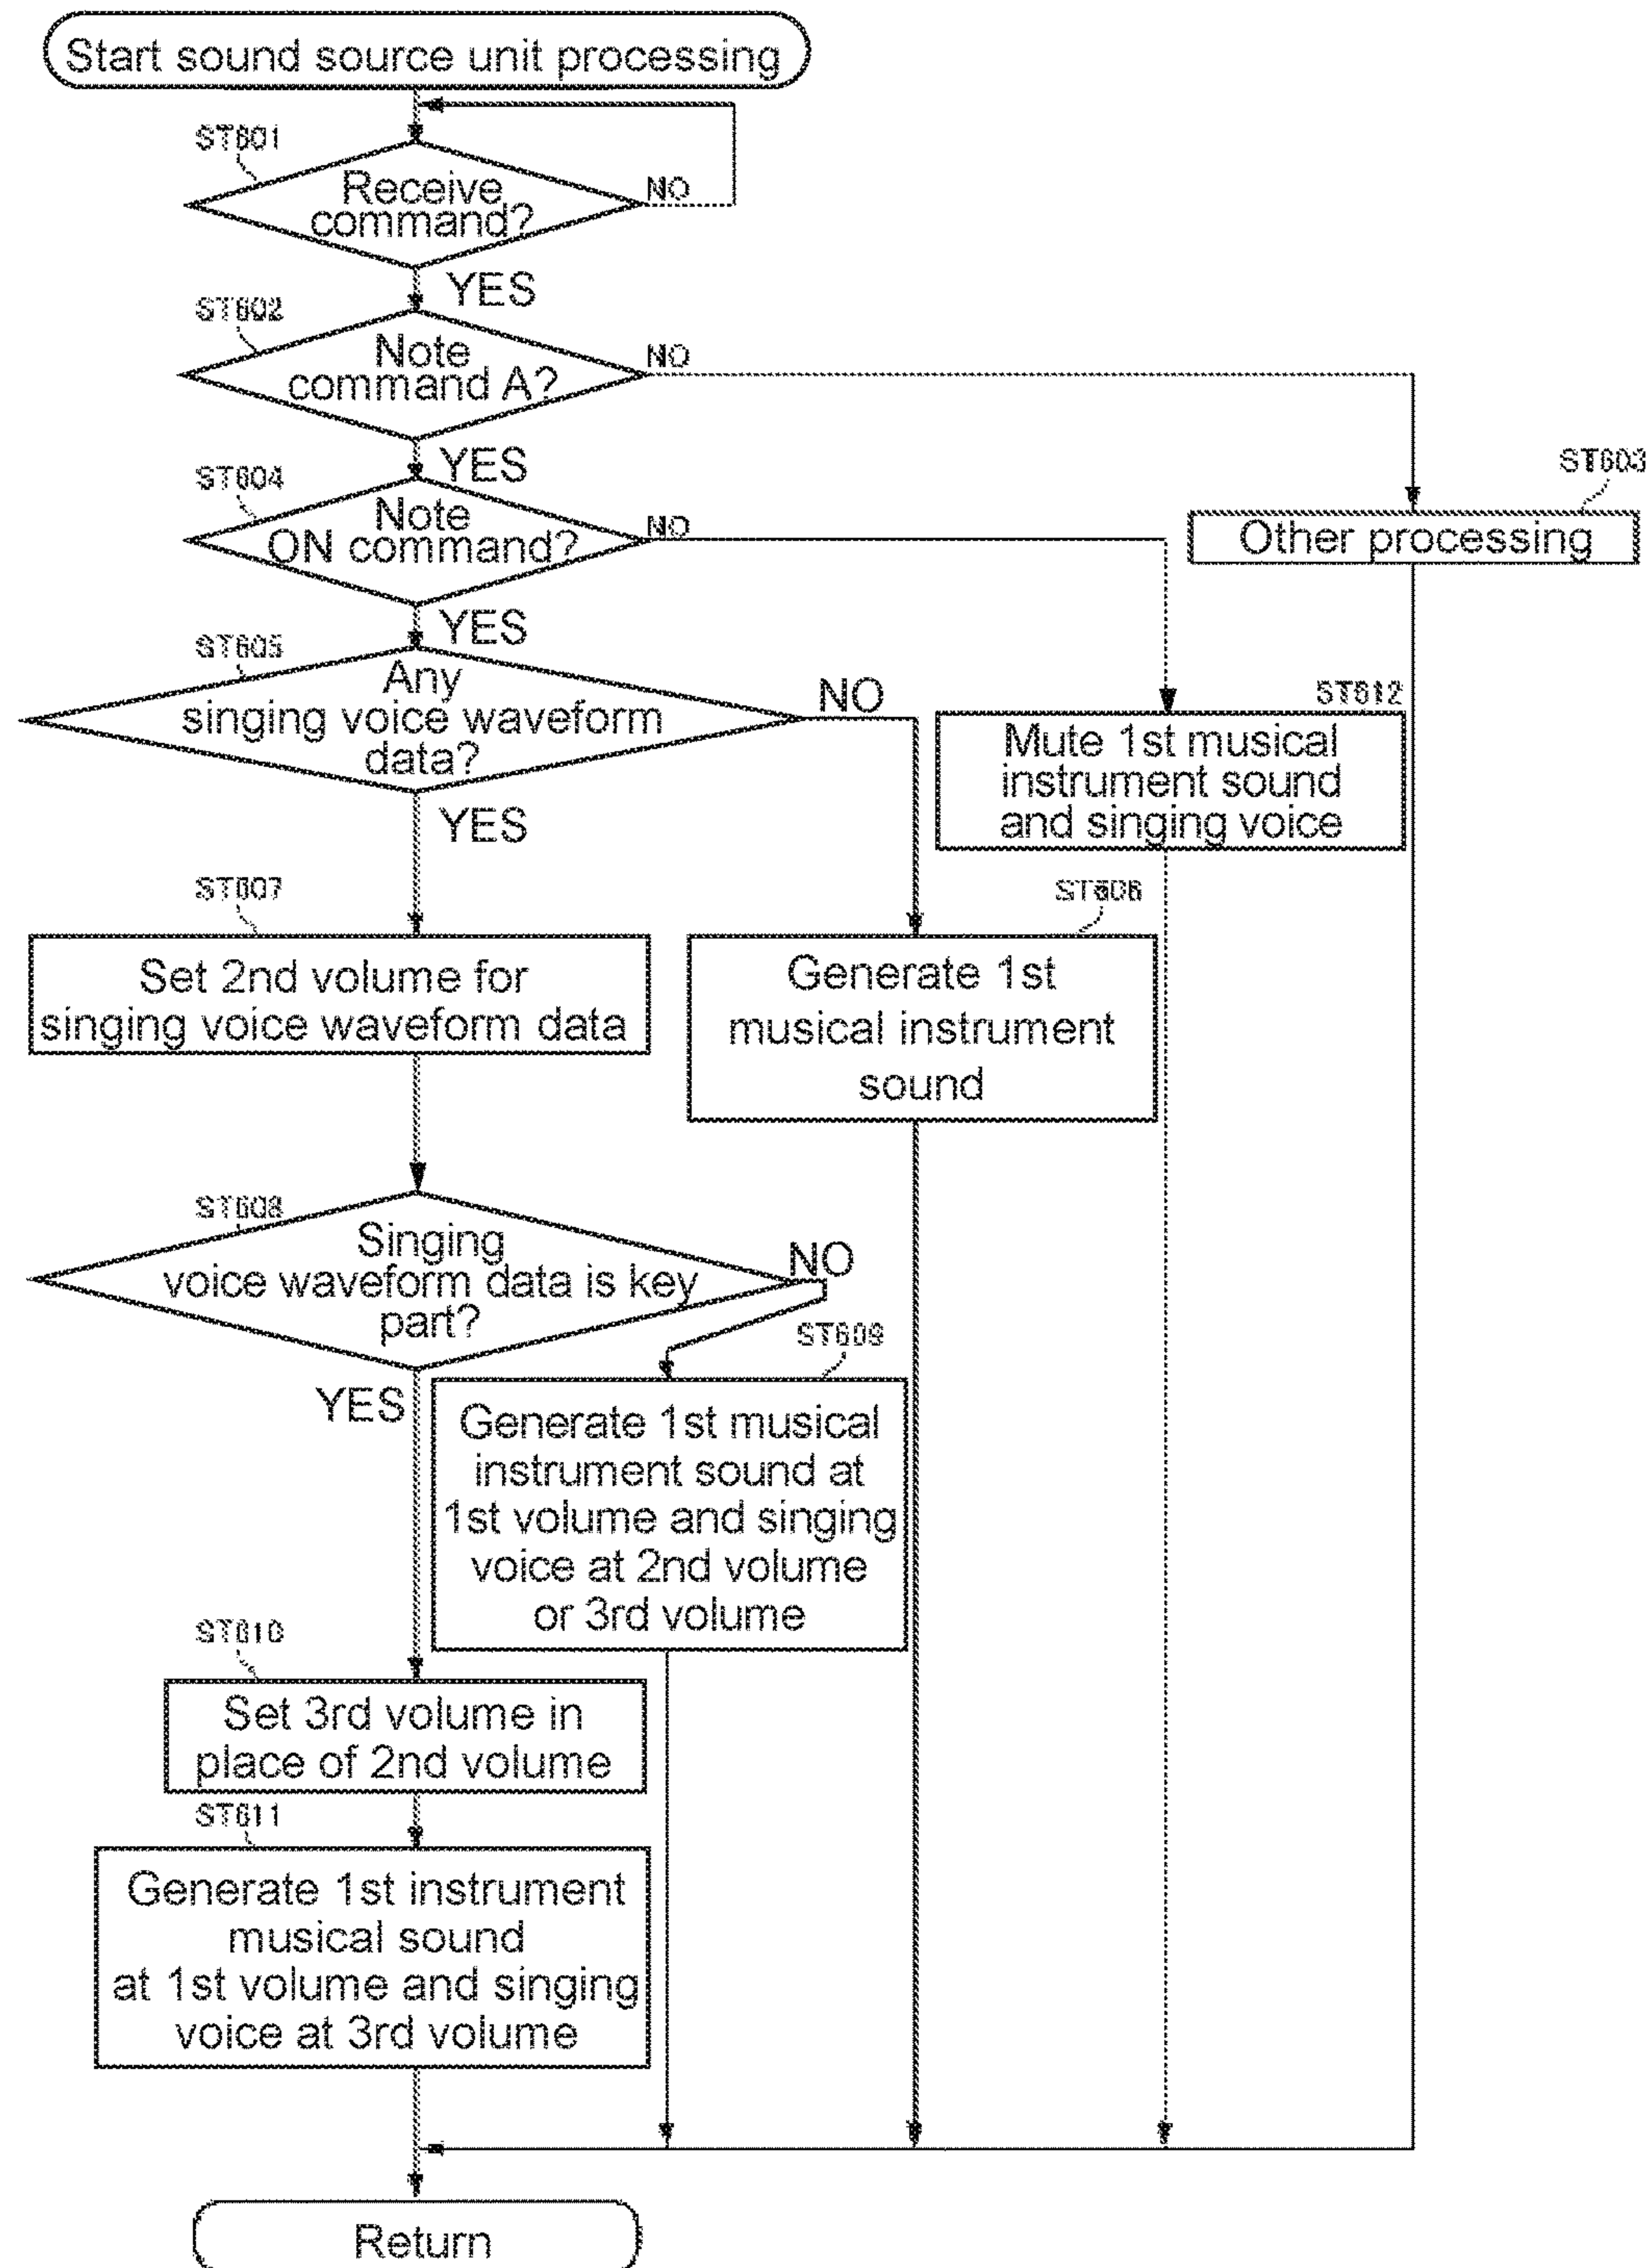 Start sound source unit processing
ST601
Receive
command?
NO
YES
ST602
Note
command A?
NO
YES
ST603
Other processing
ST604
Note
ON command?
NO
YES
ST605
Any
singing voice waveform
data?
NO
YES
ST612
Mute 1st musical
instrument sound
and singing voice
ST607
Set 2nd volume for
singing voice waveform data
ST606
Generate 1st
musical instrument
sound
ST608
Singing
voice waveform data is key
part?
NO
YES
ST609
Generate 1st musical
instrument sound at
1st volume and singing
voice at 2nd volume
or 3rd volume
ST610
Set 3rd volume in
place of 2nd volume
ST611
Generate 1st instrument
musical sound
at 1st volume and singing
voice at 3rd volume
Return